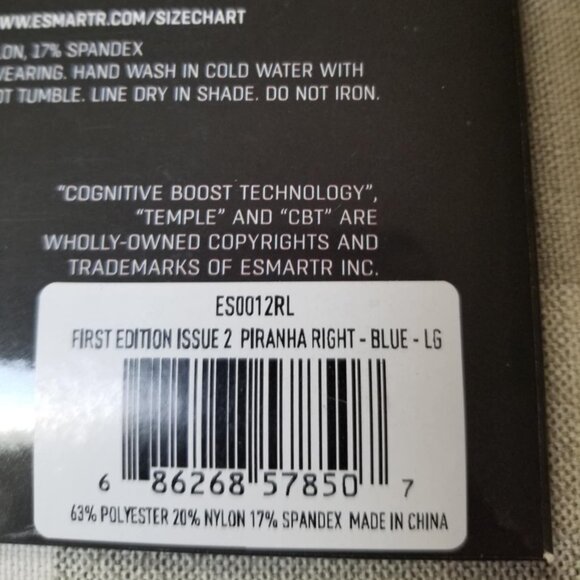 WWW.ESMARTR.COM/SIZECHART
17% SPANDEX
HAND WASH IN COLD WATER WITH
TUMBLE. LINE DRY IN SHADE. DO NOT IRON.
"COGNITIVE BOOST TECHNOLOGY",
"TEMPLE" AND "CBT" ARE
WHOLLY-OWNED COPYRIGHTS AND
TRADEMARKS OF ESMARTR INC.
ES0012RL
FIRST EDITION ISSUE 2 PIRANHA RIGHT - BLUE - LG
6 86268 57850 7
63% POLYESTER 20% NYLON 17% SPANDEX MADE IN CHINA